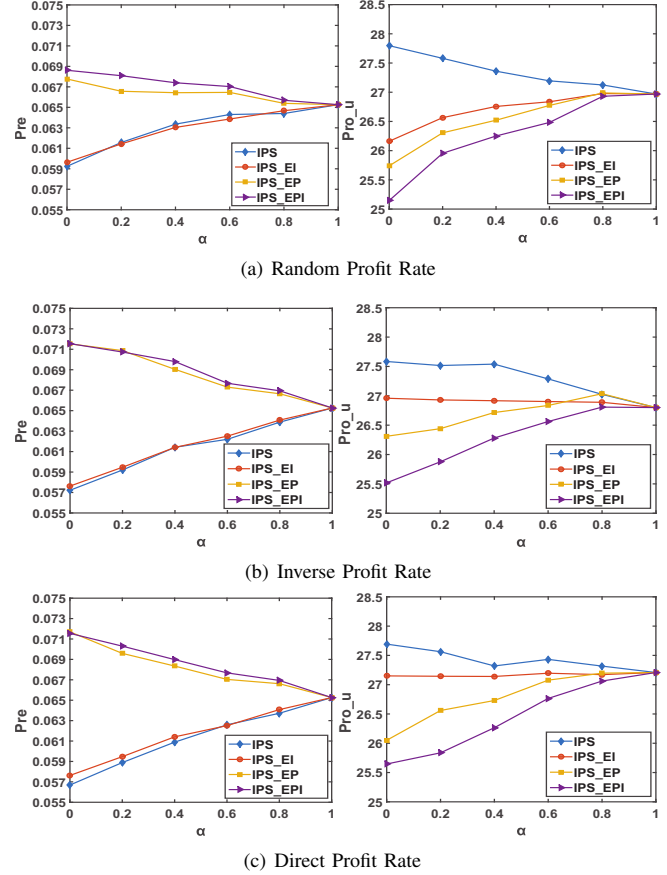 0.075
0.073
0.071
0.069
0.067
0.065
0.063
0.061
0.059
0.057
0.055
Pre
0 0.2 0.4 0.6 0.8 1
α
IPS
IPS_EI
IPS_EP
IPS_EPI
28.5
28
27.5
27
26.5
26
25.5
25
Pro_u
0 0.2 0.4 0.6 0.8 1
α
IPS
IPS_EI
IPS_EP
IPS_EPI
(a) Random Profit Rate
0.075
0.073
0.071
0.069
0.067
0.065
0.063
0.061
0.059
0.057
0.055
Pre
0 0.2 0.4 0.6 0.8 1
α
IPS
IPS_EI
IPS_EP
IPS_EPI
28.5
28
27.5
27
26.5
26
25.5
25
Pro_u
0 0.2 0.4 0.6 0.8 1
α
IPS
IPS_EI
IPS_EP
IPS_EPI
(b) Inverse Profit Rate
0.075
0.073
0.071
0.069
0.067
0.065
0.063
0.061
0.059
0.057
0.055
Pre
0 0.2 0.4 0.6 0.8 1
α
IPS
IPS_EI
IPS_EP
IPS_EPI
28.5
28
27.5
27
26.5
26
25.5
25
Pro_u
0 0.2 0.4 0.6 0.8 1
α
IPS
IPS_EI
IPS_EP
IPS_EPI
(c) Direct Profit Rate